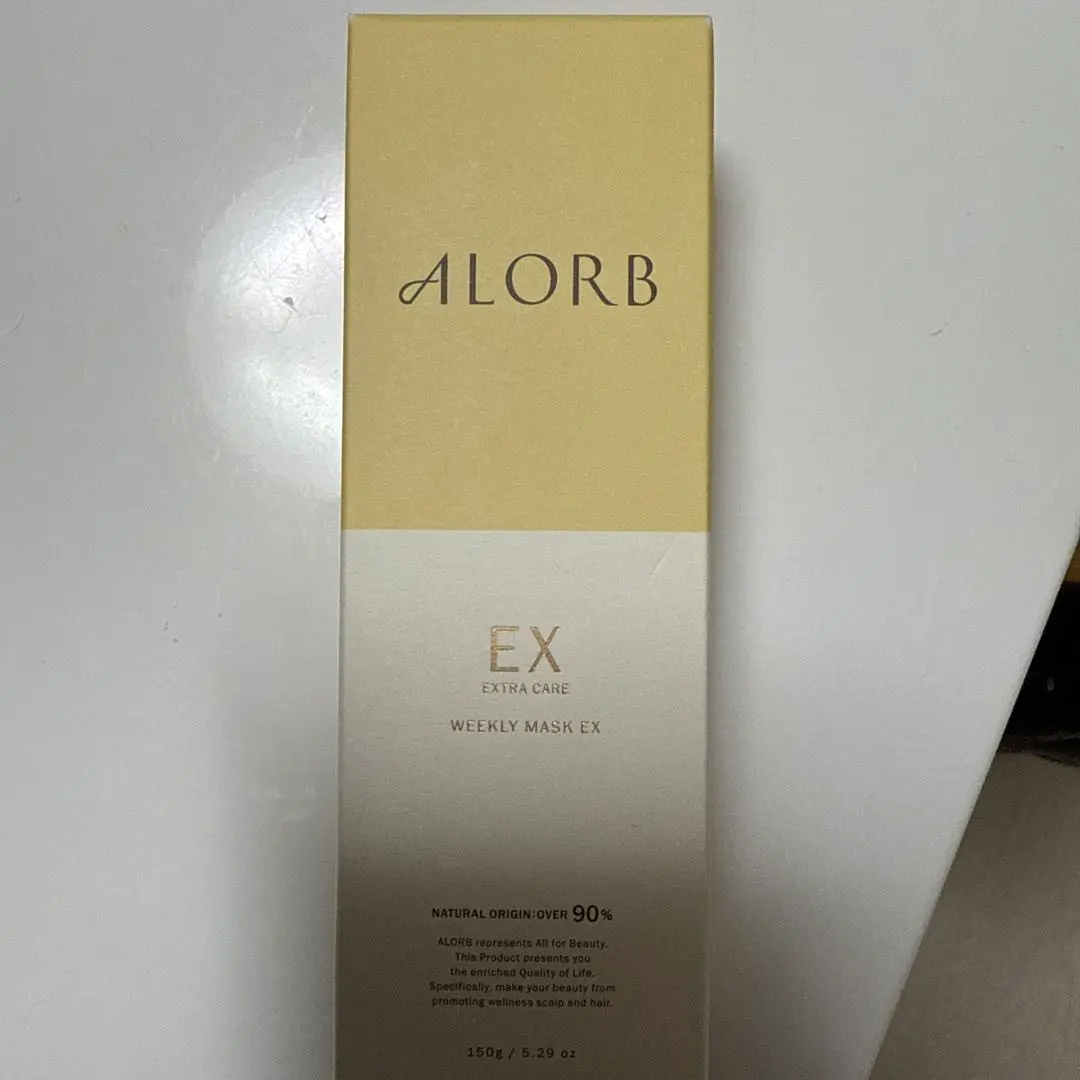 ALORB
EX
EXTRA CARE
WEEKLY MASK EX
NATURAL ORIGIN:OVER 90%
ALORB represents All for Beauty.
This Product presents you
the enriched Quality of Life.
Specifically, make your beauty from
promoting wellness scalp and hair.
150g / 5.29 oz